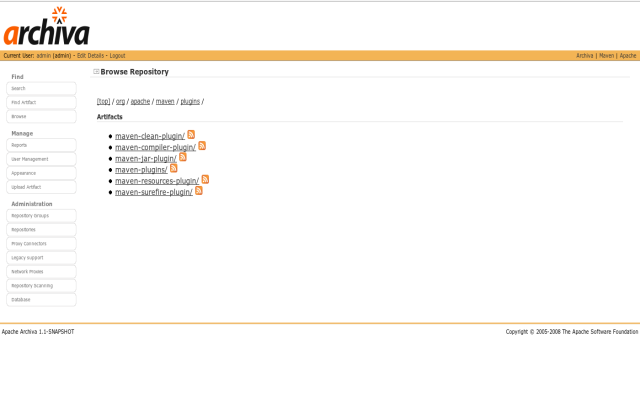 archiva
Current User: admin (admin) - Edit Details - Logout
Archiva | Maven | Apache
Find
Search
Find Artifact
Browse
Manage
Reports
User Management
Appearance
Upload Artifact
Administration
Repository Groups
Repositories
Proxy Connectors
Legacy Support
Network Proxies
Repository Scanning
Database
Browse Repository
[top] / org / apache / maven / plugins /
Artifacts
maven-clean-plugin/
maven-compiler-plugin/
maven-jar-plugin/
maven-plugins/
maven-resources-plugin/
maven-surefire-plugin/
Apache Archiva 1.1-SNAPSHOT
Copyright © 2005-2008 The Apache Software Foundation